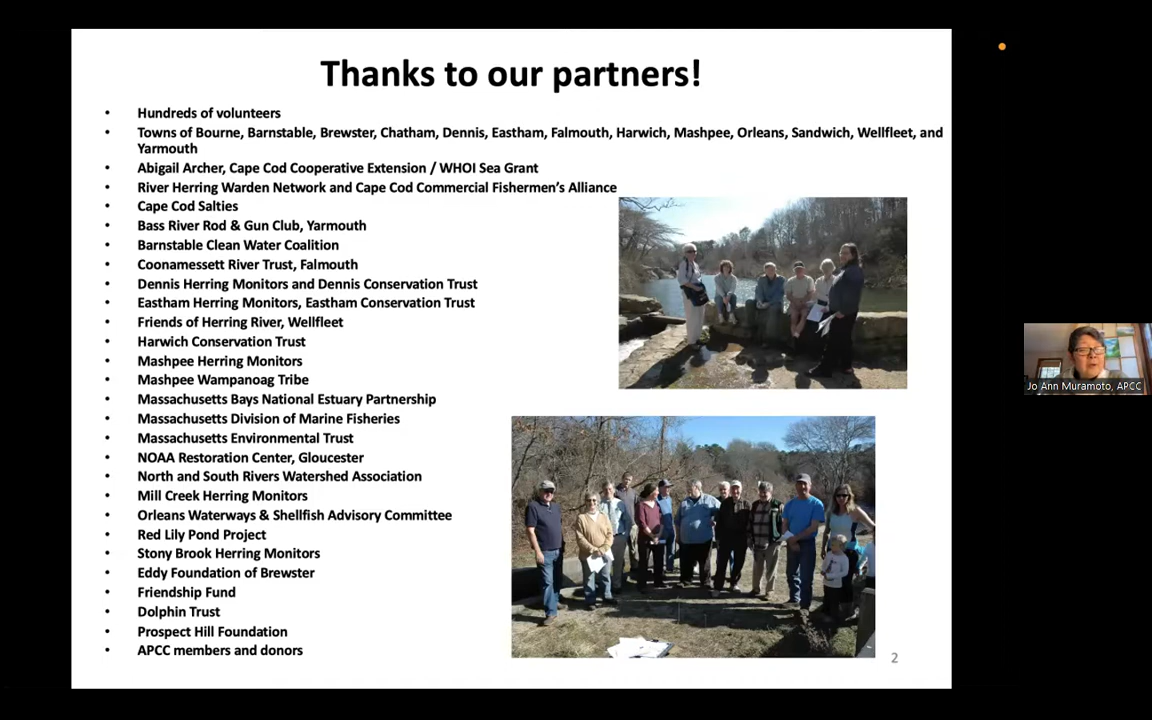 Thanks to our partners!
• Hundreds of volunteers
• Towns of Bourne, Barnstable, Brewster, Chatham, Dennis, Eastham, Falmouth, Harwich, Mashpee, Orleans, Sandwich, Wellfleet, and
Yarmouth
• Abigail Archer, Cape Cod Cooperative Extension / WHOI Sea Grant
• River Herring Warden Network and Cape Cod Commercial Fishermen’s Alliance
• Cape Cod Salties
• Bass River Rod & Gun Club, Yarmouth
• Barnstable Clean Water Coalition
• Coonamessett River Trust, Falmouth
• Dennis Herring Monitors and Dennis Conservation Trust
• Eastham Herring Monitors, Eastham Conservation Trust
• Friends of Herring River, Wellfleet
• Harwich Conservation Trust
• Mashpee Herring Monitors
• Mashpee Wampanoag Tribe
• Massachusetts Bays National Estuary Partnership
• Massachusetts Division of Marine Fisheries
• Massachusetts Environmental Trust
• NOAA Restoration Center, Gloucester
• North and South Rivers Watershed Association
• Mill Creek Herring Monitors
• Orleans Waterways & Shellfish Advisory Committee
• Red Lily Pond Project
• Stony Brook Herring Monitors
• Eddy Foundation of Brewster
• Friendship Fund
• Dolphin Trust
• Prospect Hill Foundation
• APCC members and donors
2
Jo Ann Muramoto, APCC